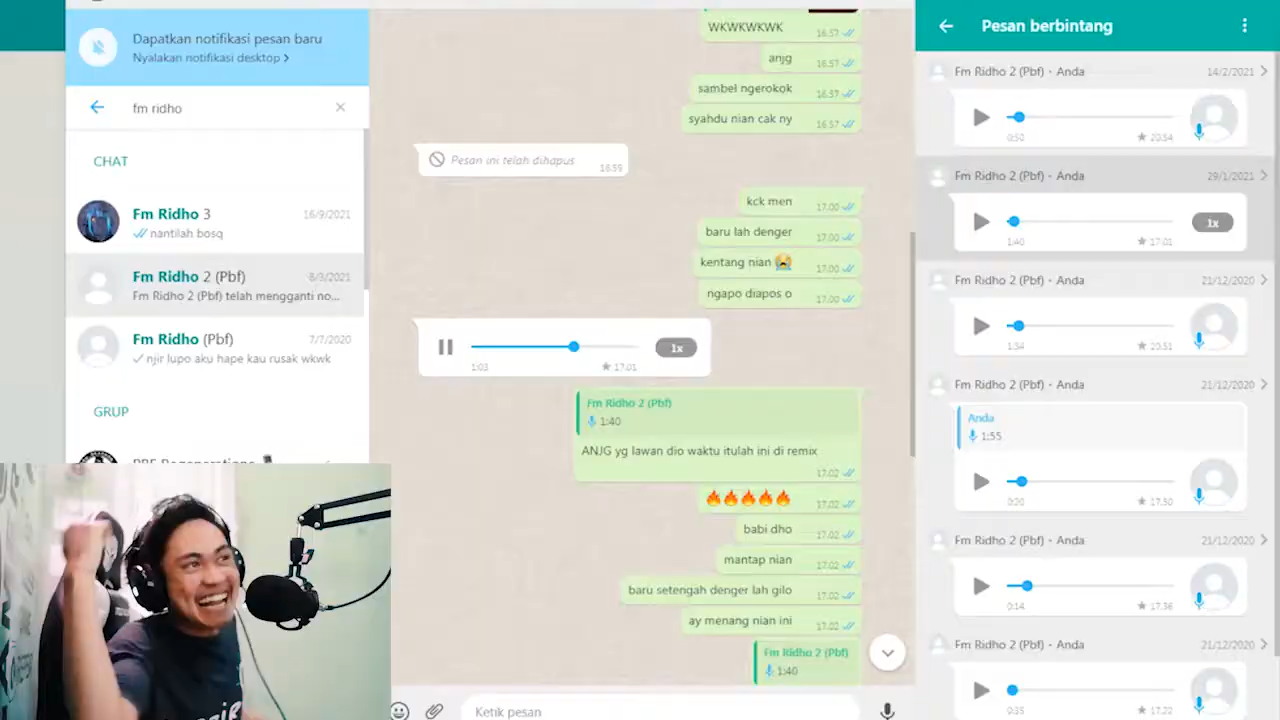 Dapatkan notifikasi pesan baru
Nyalakan notifikasi desktop >
fm ridho
CHAT
Fm Ridho 3
16/9/2021
nantilah bosq
Fm Ridho 2 (Pbf)
8/3/2021
Fm Ridho 2 (Pbf) telah mengganti no...
Fm Ridho (Pbf)
7/7/2020
njir lupo aku hape kau rusak wkwk
GRUP
WKWKWKWK
16.57
anjg
16.57
sambel ngerokok
16.57
syahdu nian cak ny
16.57
Pesan ini telah dihapus
16.59
kck men
17.00
baru lah denger
17.00
kentang nian 😭
17.00
ngapo diapos o
17.00
1x
1:03
17.01
Fm Ridho 2 (Pbf)
1:40
ANJG yg lawan dio waktu itulah ini di remix
17.02
🔥🔥🔥🔥🔥
17.02
babi dho
17.02
mantap nian
17.02
baru setengah denger lah gilo
17.02
ay menang nian ini
17.02
Fm Ridho 2 (Pbf)
1:40
Ketik pesan
Pesan berbintang
Fm Ridho 2 (Pbf) • Anda
14/2/2021
0:50
20.54
Fm Ridho 2 (Pbf) • Anda
29/1/2021
1x
1:40
17.01
Fm Ridho 2 (Pbf) • Anda
21/12/2020
1:34
20.51
Fm Ridho 2 (Pbf) • Anda
21/12/2020
Anda
1:55
0:20
17.50
Fm Ridho 2 (Pbf) • Anda
21/12/2020
0:14
17.36
Fm Ridho 2 (Pbf) • Anda
21/12/2020
0:35
17.22